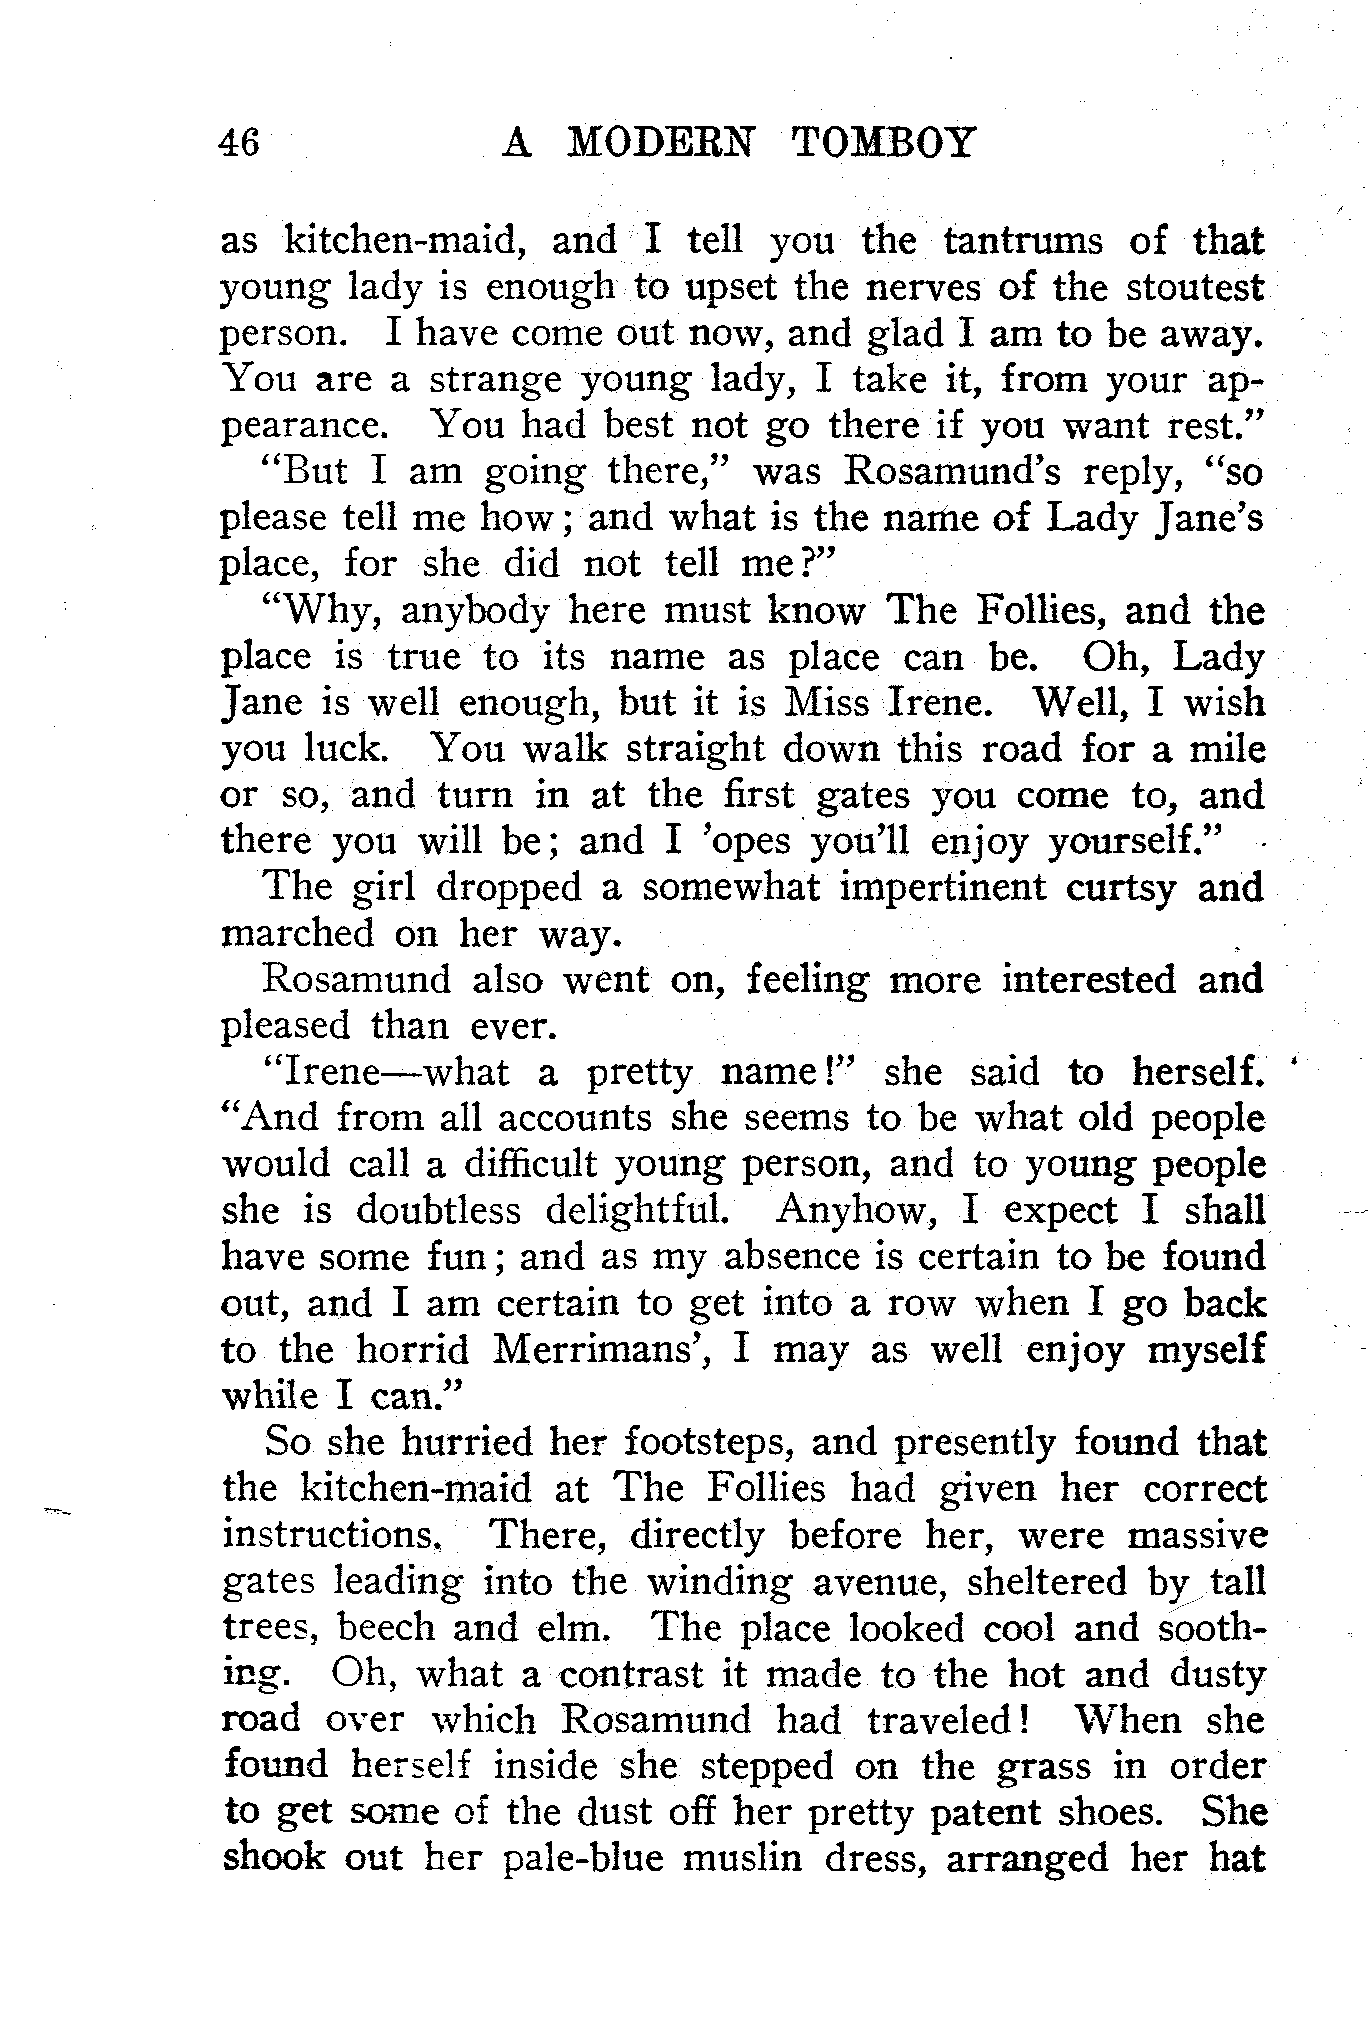 46 A MODERN TOMBOY
as kitchen-maid, and I tell you the tantrums of that
young lady is enough to upset the nerves of the stoutest
person. I have come out now, and glad I am to be away.
You are a strange young lady, I take it, from your ap-
pearance. You had best not go there if you want rest.”
“But I am going there,” was Rosamund’s reply, “so
please tell me how; and what is the name of Lady Jane’s
place, for she did not tell me?”
“Why, anybody here must know The Follies, and the
place is true to its name as place can be. Oh, Lady
Jane is well enough, but it is Miss Irene. Well, I wish
you luck. You walk straight down this road for a mile
or so, and turn in at the first gates you come to, and
there you will be; and I ’opes you’ll enjoy yourself.”
The girl dropped a somewhat impertinent curtsy and
marched on her way.
Rosamund also went on, feeling more interested and
pleased than ever.
“Irene—what a pretty name!” she said to herself.
“And from all accounts she seems to be what old people
would call a difficult young person, and to young people
she is doubtless delightful. Anyhow, I expect I shall
have some fun; and as my absence is certain to be found
out, and I am certain to get into a row when I go back
to the horrid Merrimans’, I may as well enjoy myself
while I can.”
So she hurried her footsteps, and presently found that
the kitchen-maid at The Follies had given her correct
instructions. There, directly before her, were massive
gates leading into the winding avenue, sheltered by tall
trees, beech and elm. The place looked cool and sooth-
ing. Oh, what a contrast it made to the hot and dusty
road over which Rosamund had traveled! When she
found herself inside she stepped on the grass in order
to get some of the dust off her pretty patent shoes. She
shook out her pale-blue muslin dress, arranged her hat